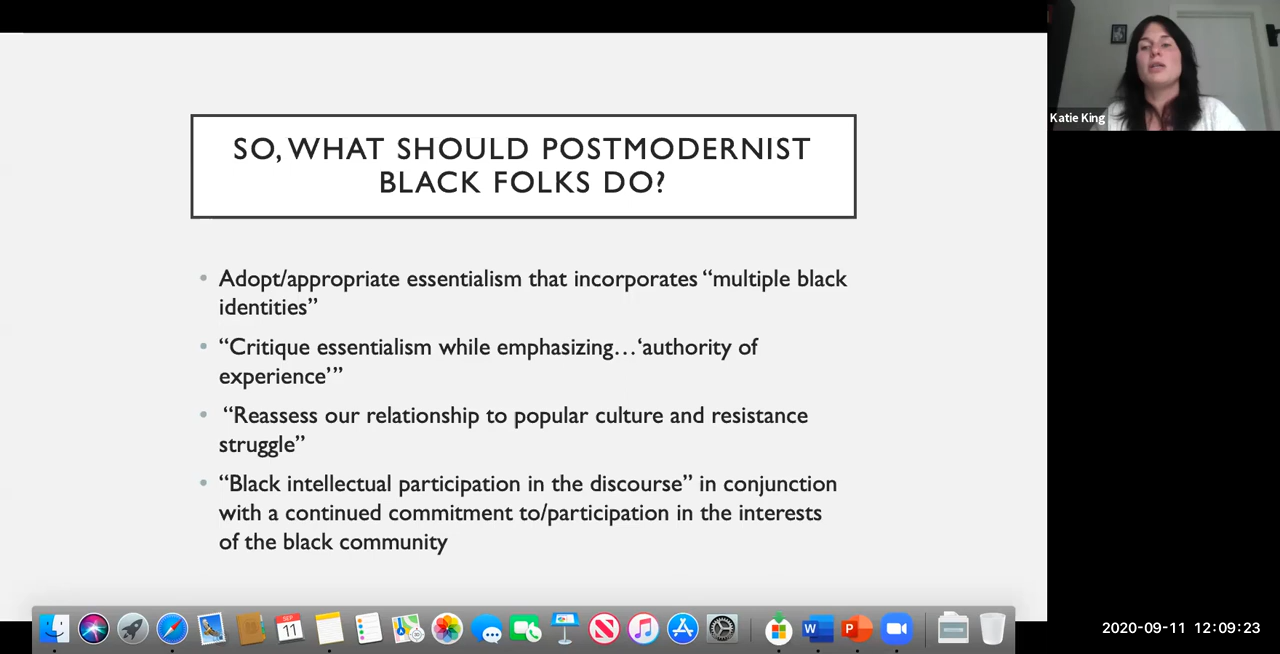 SO, WHAT SHOULD POSTMODERNIST
BLACK FOLKS DO?
Adopt/appropriate essentialism that incorporates “multiple black
identities”
“Critique essentialism while emphasizing…‘authority of
experience’”
“Reassess our relationship to popular culture and resistance
struggle”
“Black intellectual participation in the discourse” in conjunction
with a continued commitment to/participation in the interests
of the black community
Katie King
SEP
11
W
P
2020-09-11 12:09:23